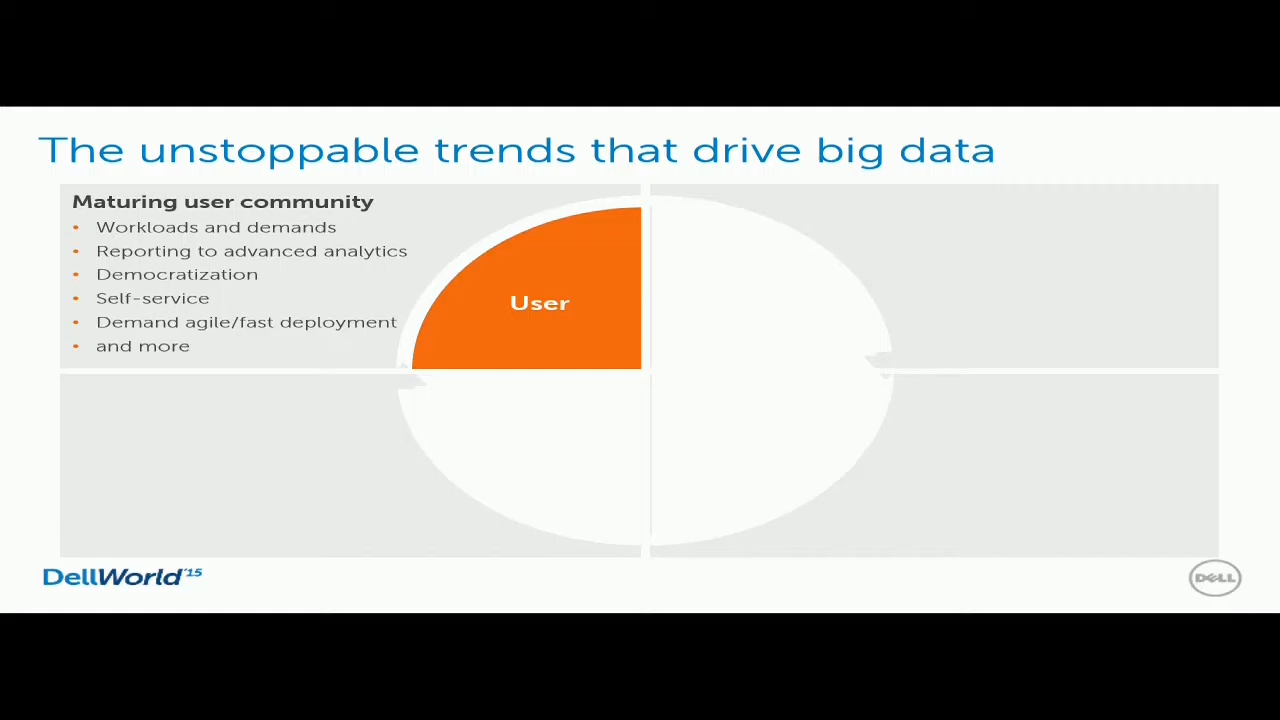 The unstoppable trends that drive big data
Maturing user community
• Workloads and demands
• Reporting to advanced analytics
• Democratization
• Self-service
• Demand agile/fast deployment
• and more
User
DellWorld'15
DELL